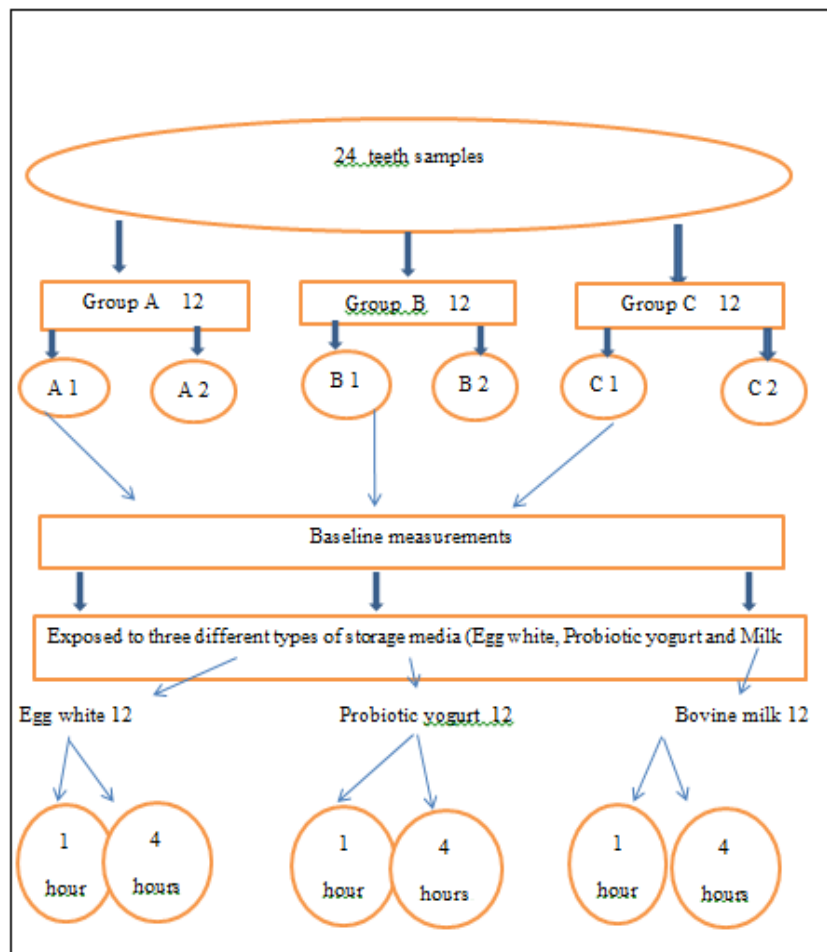 24 teeth samples
Group A 12
Group B 12
Group C 12
A 1
A 2
B 1
B 2
C 1
C 2
Baseline measurements
Exposed to three different types of storage media (Egg white, Probiotic yogurt and Milk
Egg white 12
Probiotic yogurt 12
Bovine milk 12
1
hour
4
hours
1
hour
4
hours
1
hour
4
hours